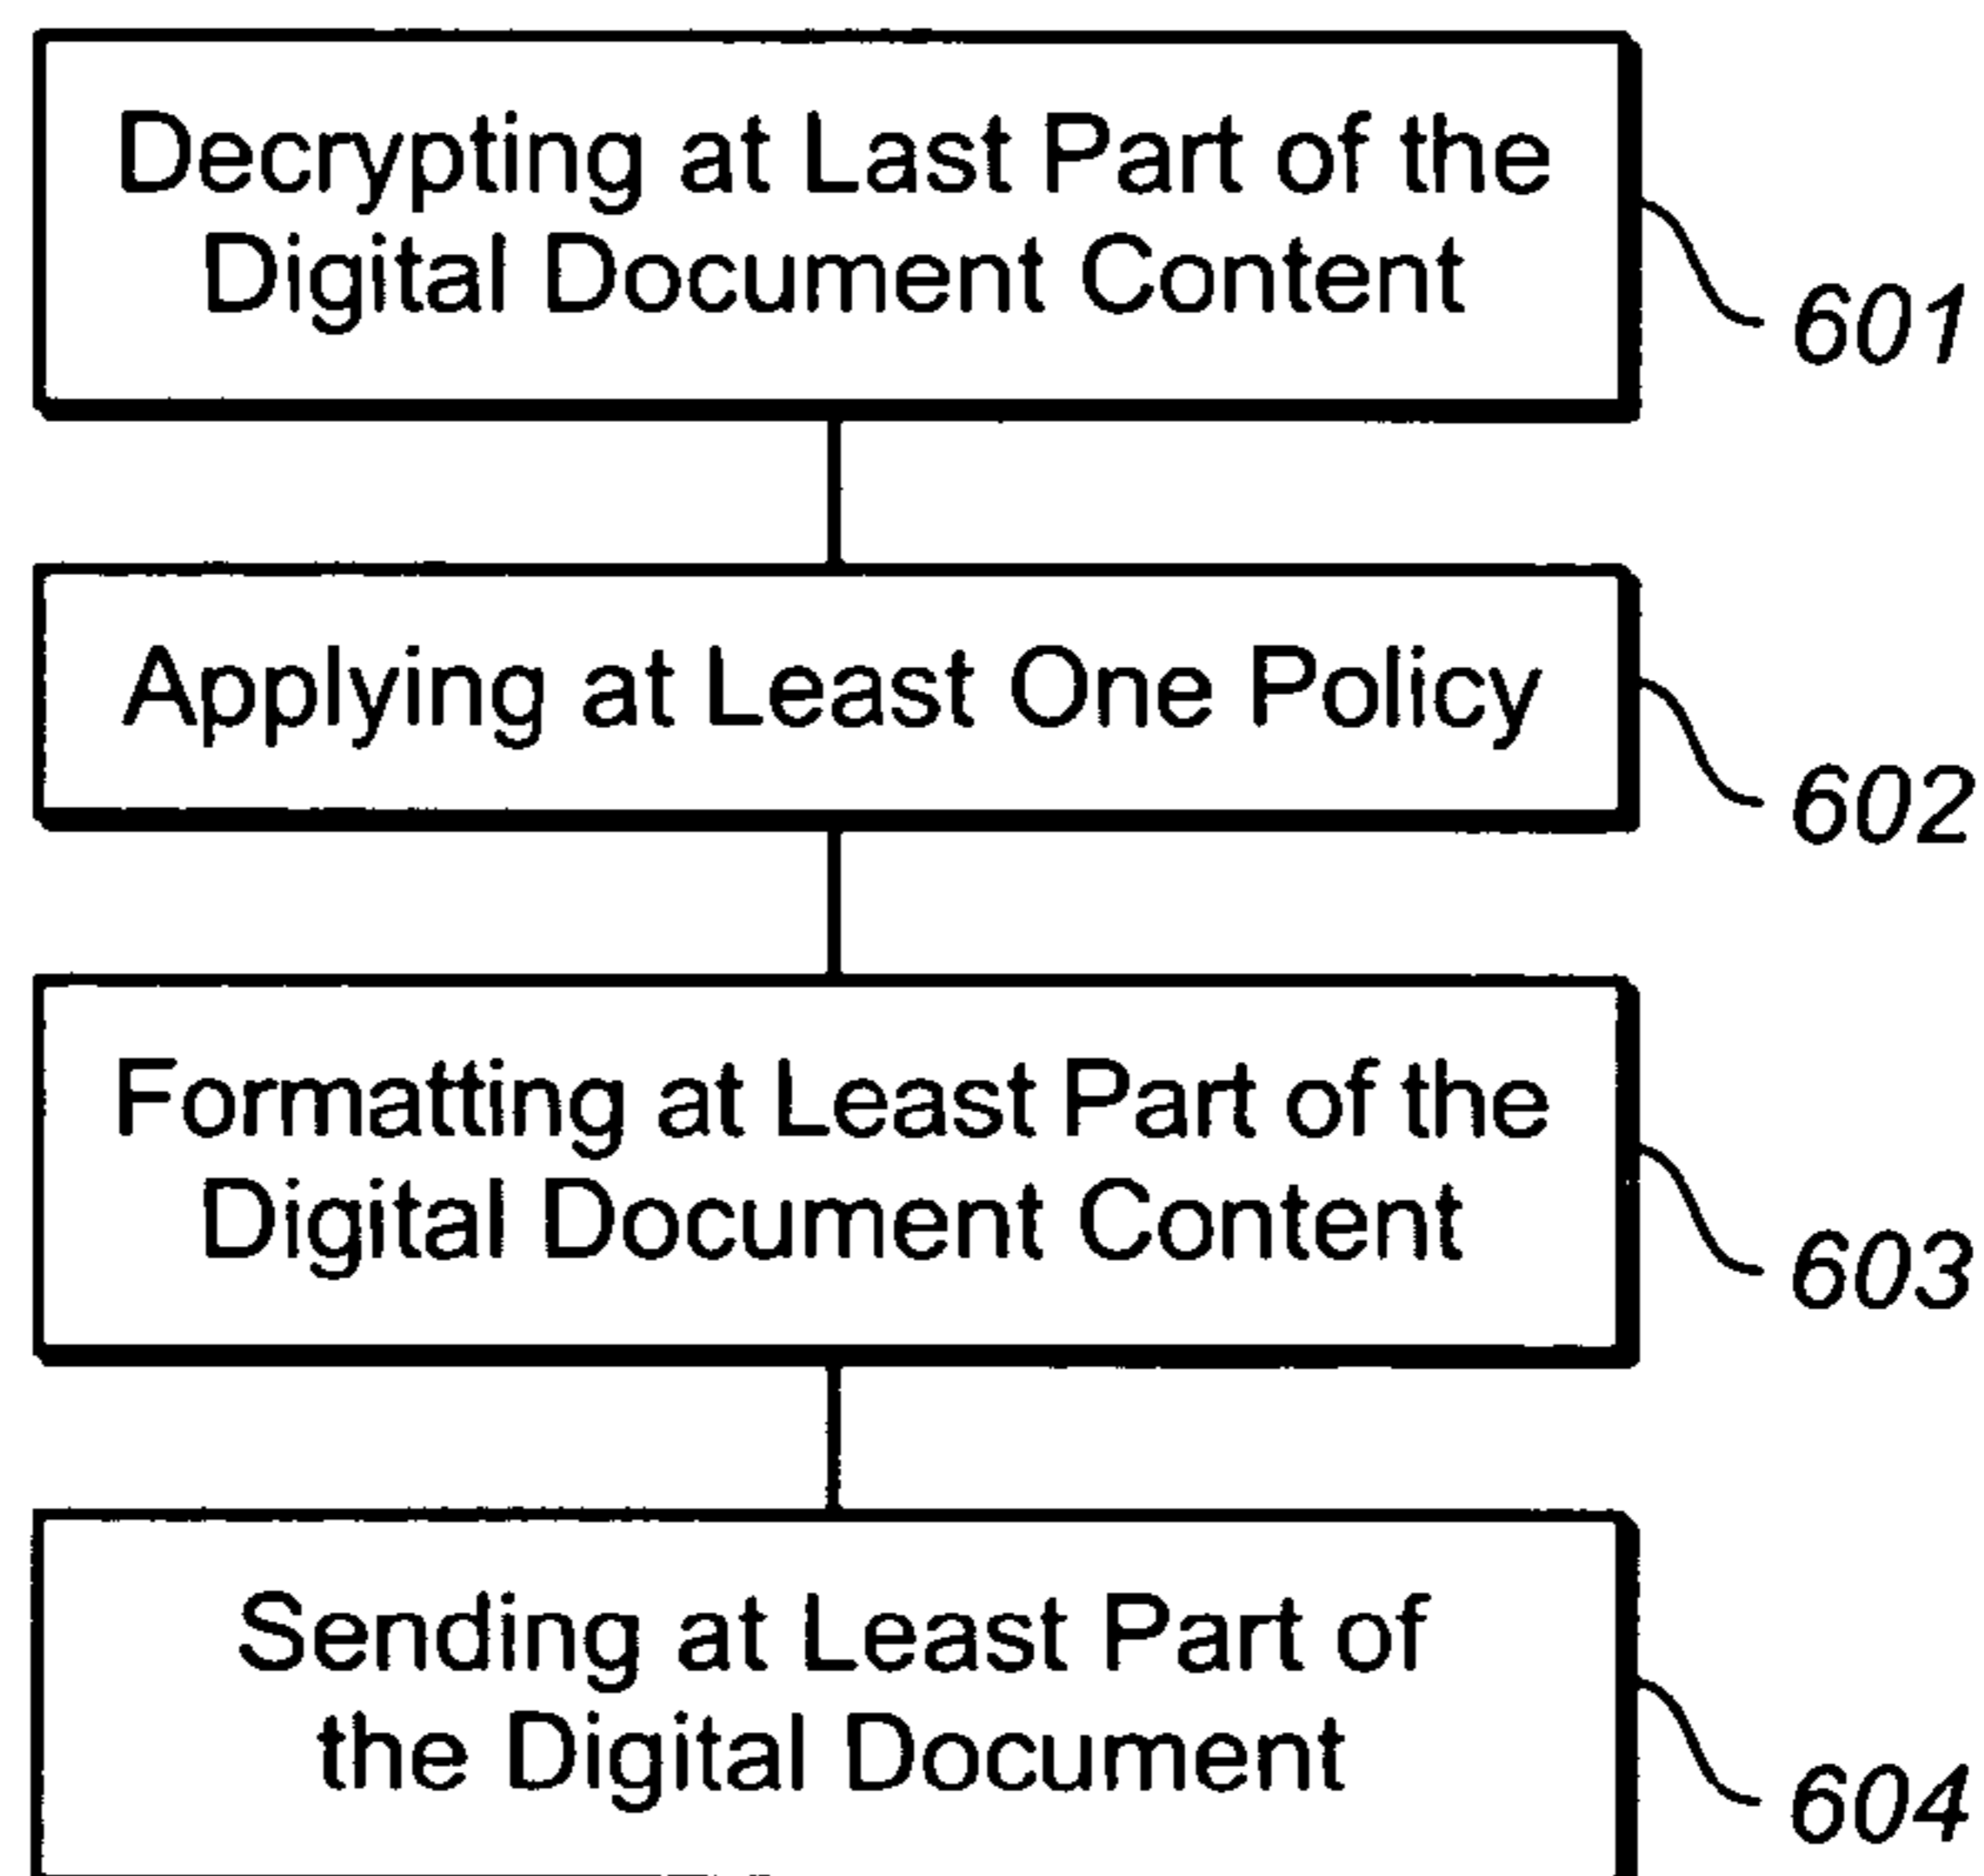 Decrypting at Last Part of the
Digital Document Content
601
Applying at Least One Policy
602
Formatting at Least Part of the
Digital Document Content
603
Sending at Least Part of
the Digital Document
604